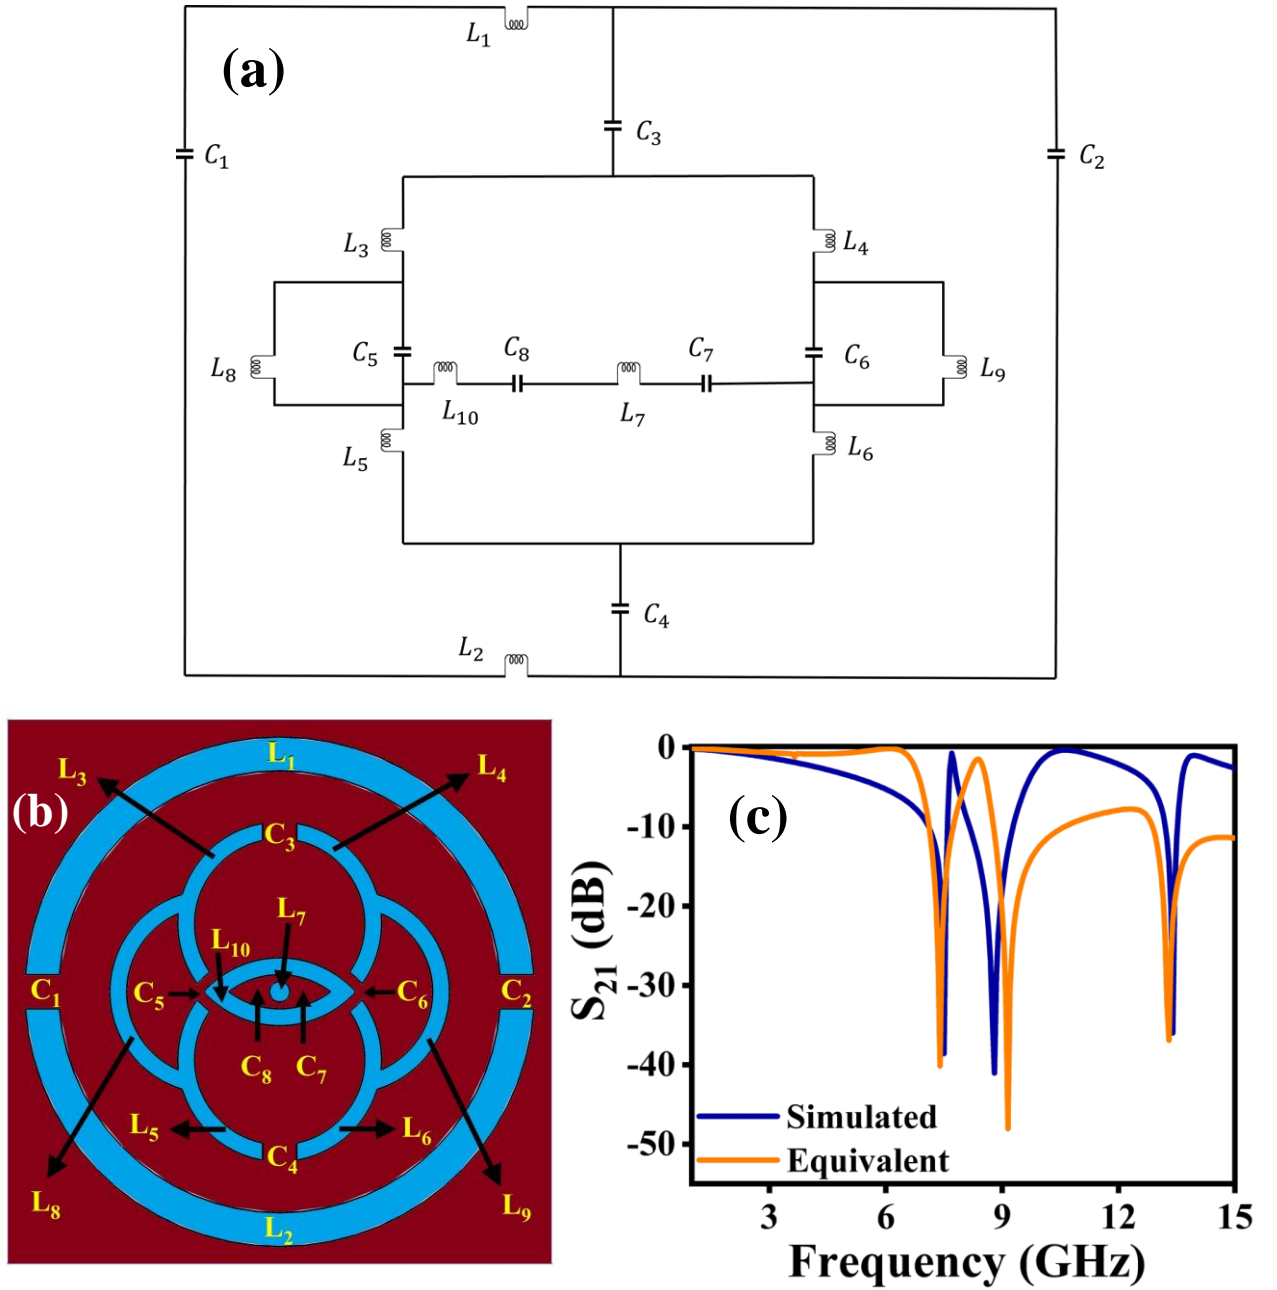 L1
(a)
C3
C1
C2
L3
L4
C5
C8
C7
C6
L8
L9
L10
L7
L5
L6
C4
L2
L1
L3
L4
(b)
C3
L7
L10
C1
C5
C6
C2
C8
C7
L5
L6
C4
L8
L9
L2
(c)
S21 (dB)
0
-10
-20
-30
-40
-50
Simulated
Equivalent
3 6 9 12 15
Frequency (GHz)